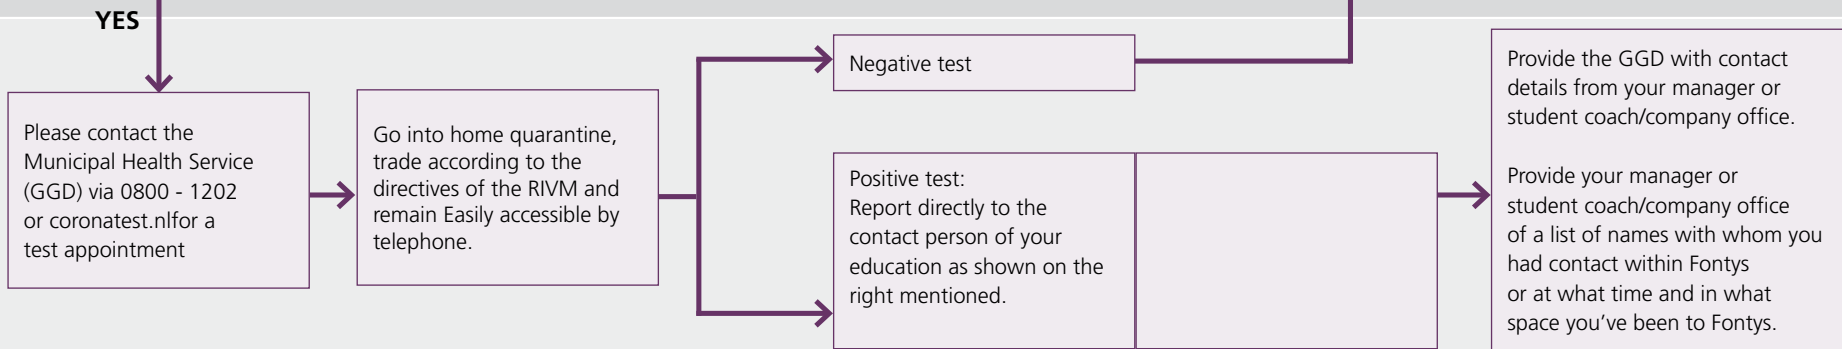 YES
Please contact the
Municipal Health Service
(GGD) via 0800 - 1202
or coronatest.nlfor a
test appointment
Go into home quarantine,
trade according to the
directives of the RIVM and
remain Easily accessible by
telephone.
Negative test
Positive test:
Report directly to the
contact person of your
education as shown on the
right mentioned.
Provide the GGD with contact
details from your manager or
student coach/company office.
Provide your manager or
student coach/company office
of a list of names with whom you
had contact within Fontys
or at what time and in what
space you’ve been to Fontys.